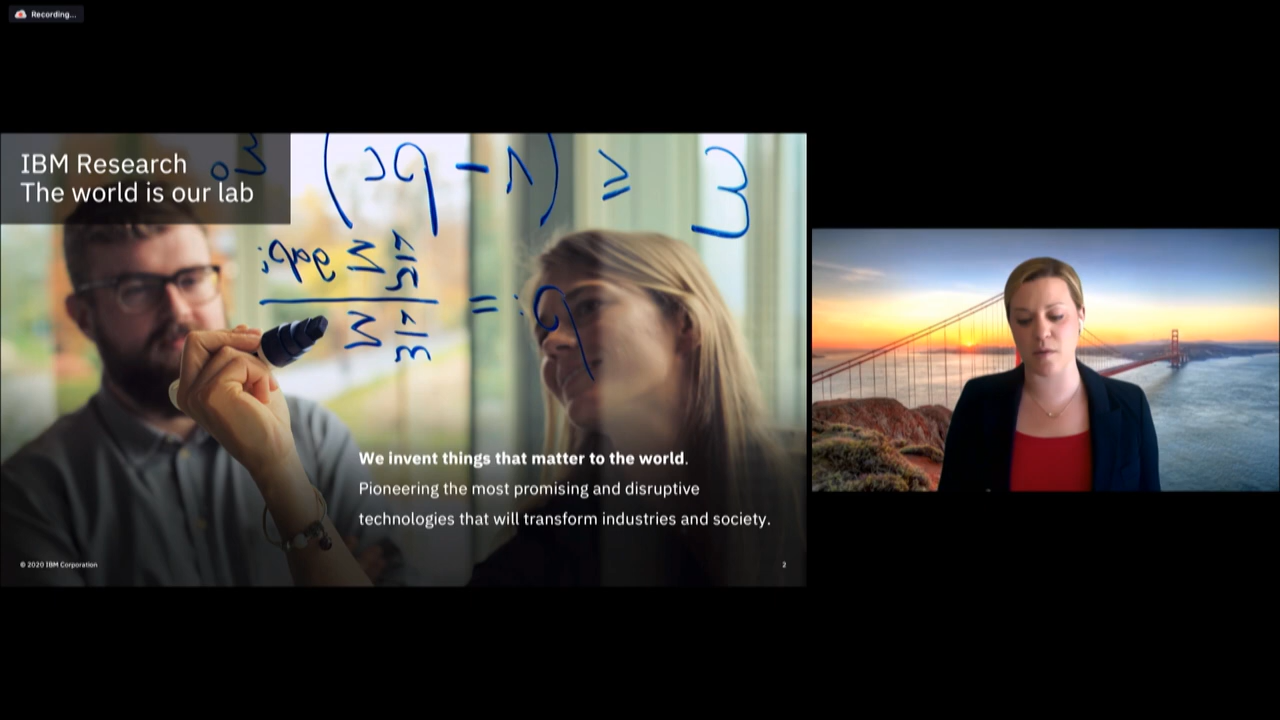 Recording...
IBM Research
The world is our lab
We invent things that matter to the world.
Pioneering the most promising and disruptive
technologies that will transform industries and society.
© 2020 IBM Corporation
2